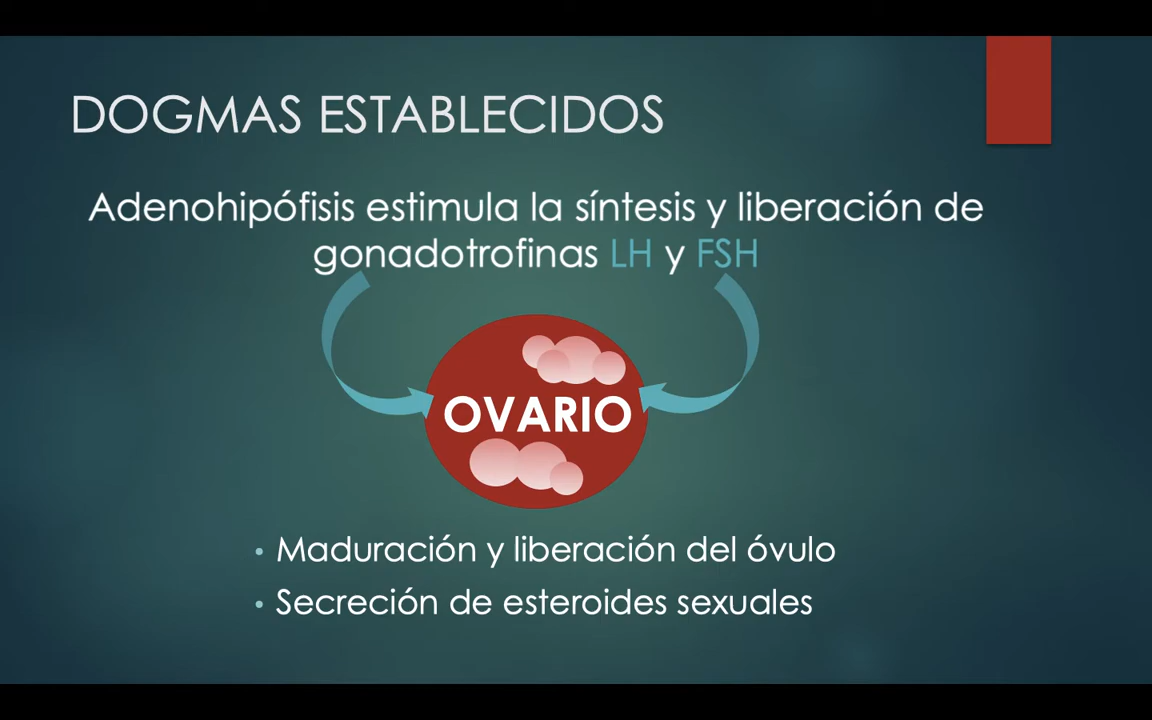 DOGMAS ESTABLECIDOS
Adenohipófisis estimula la síntesis y liberación de
gonadotrofinas LH y FSH
OVARIO
• Maduración y liberación del óvulo
• Secreción de esteroides sexuales